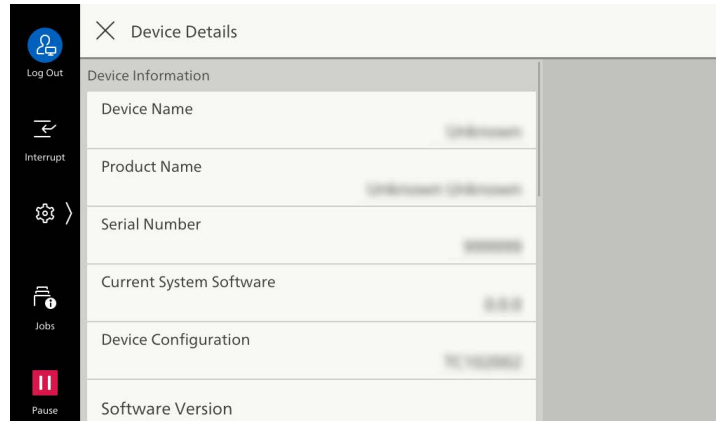 Device Details
Log Out
Device Information
Device Name
Interrupt
Product Name
Serial Number
Current System Software
Jobs
Device Configuration
Pause
Software Version